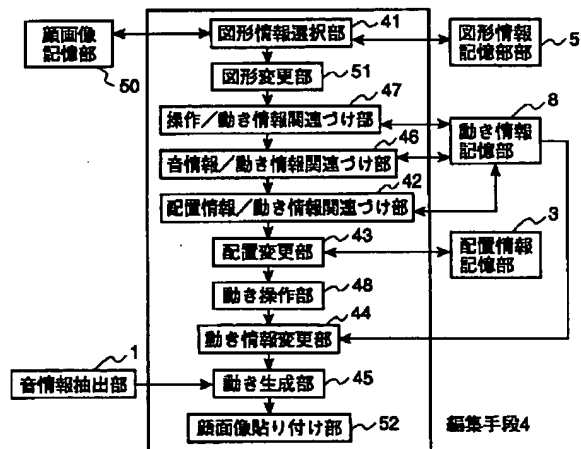 顔画像
記憶部
50
図形情報選択部
41
図形情報
記憶部部
5
図形変更部
51
操作/動き情報関連づけ部
47
動き情報
記憶部
8
音情報/動き情報関連づけ部
46
配置情報/動き情報関連づけ部
42
配置変更部
43
配置情報
記憶部
3
動き操作部
48
動き情報変更部
44
音情報抽出部
1
動き生成部
45
顔画像貼り付け部
52
編集手段4